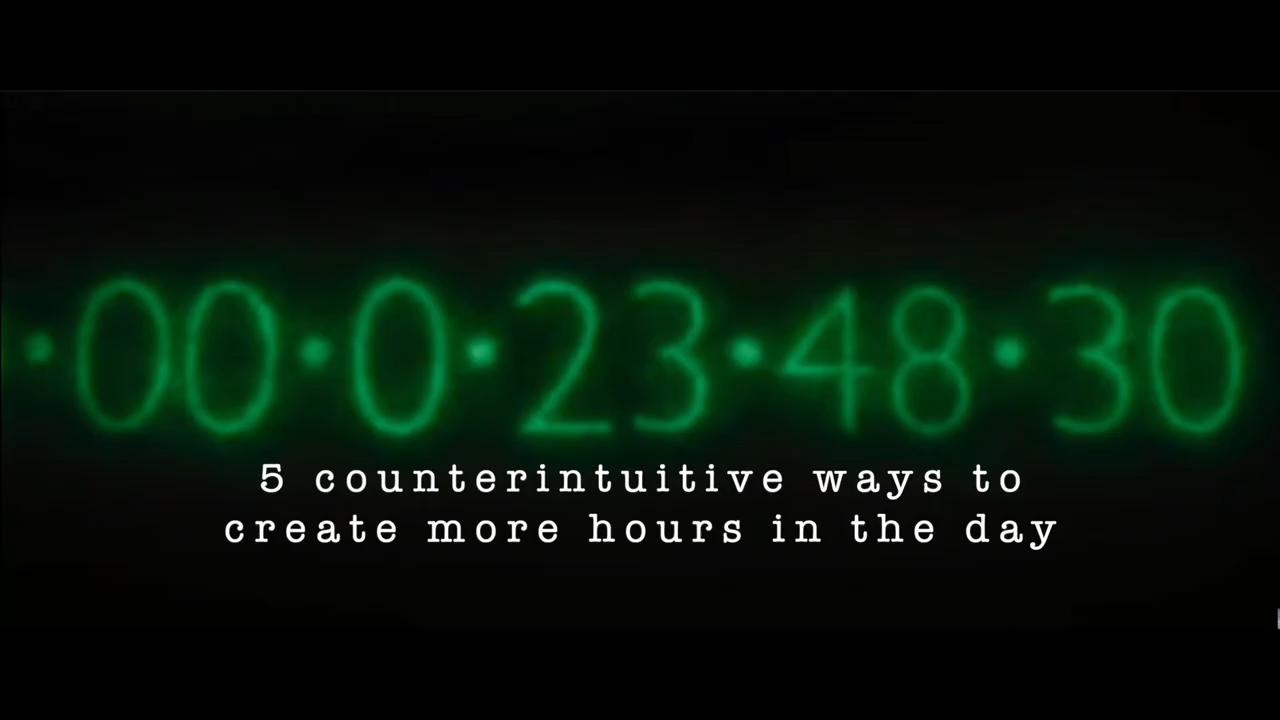 ·00·0·23·48·30
5 counterintuitive ways to
create more hours in the day